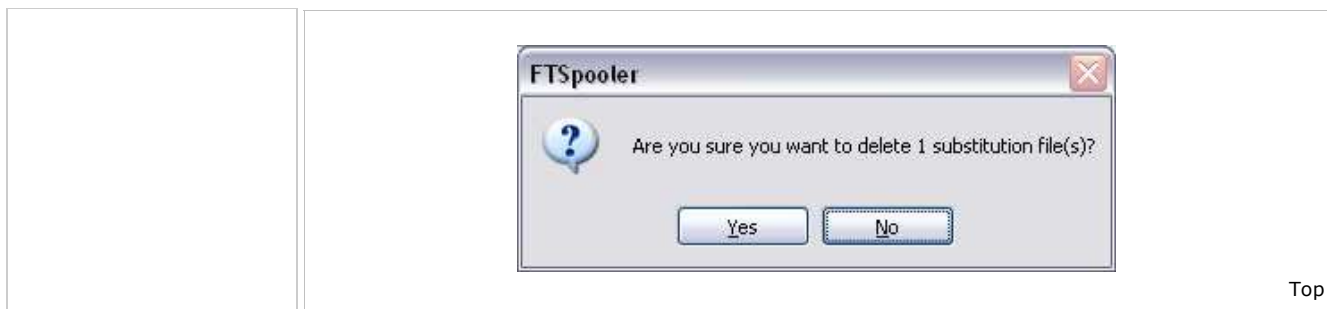 FTSpooler
Are you sure you want to delete 1 substitution file(s)?
Yes No
Top